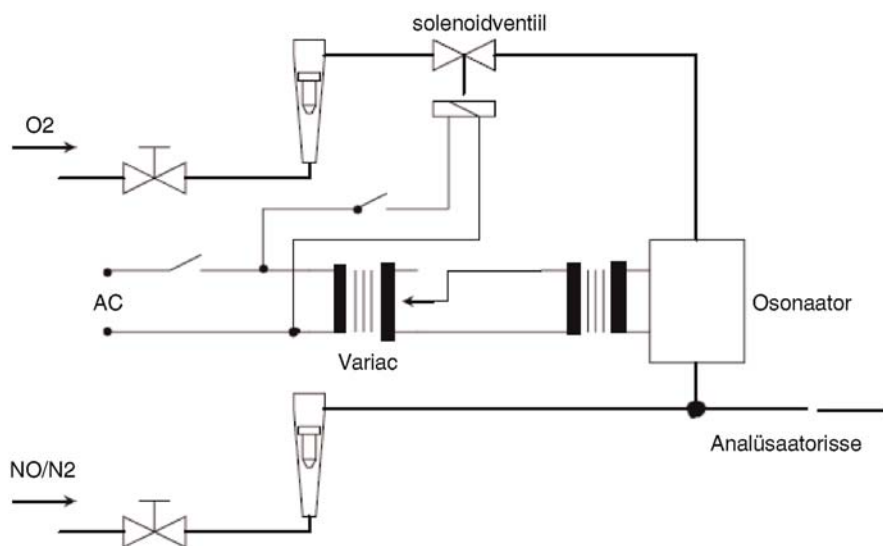 solenoidventiil
O2
AC
Osonaator
Variac
Analüsaatorisse
NO/N2